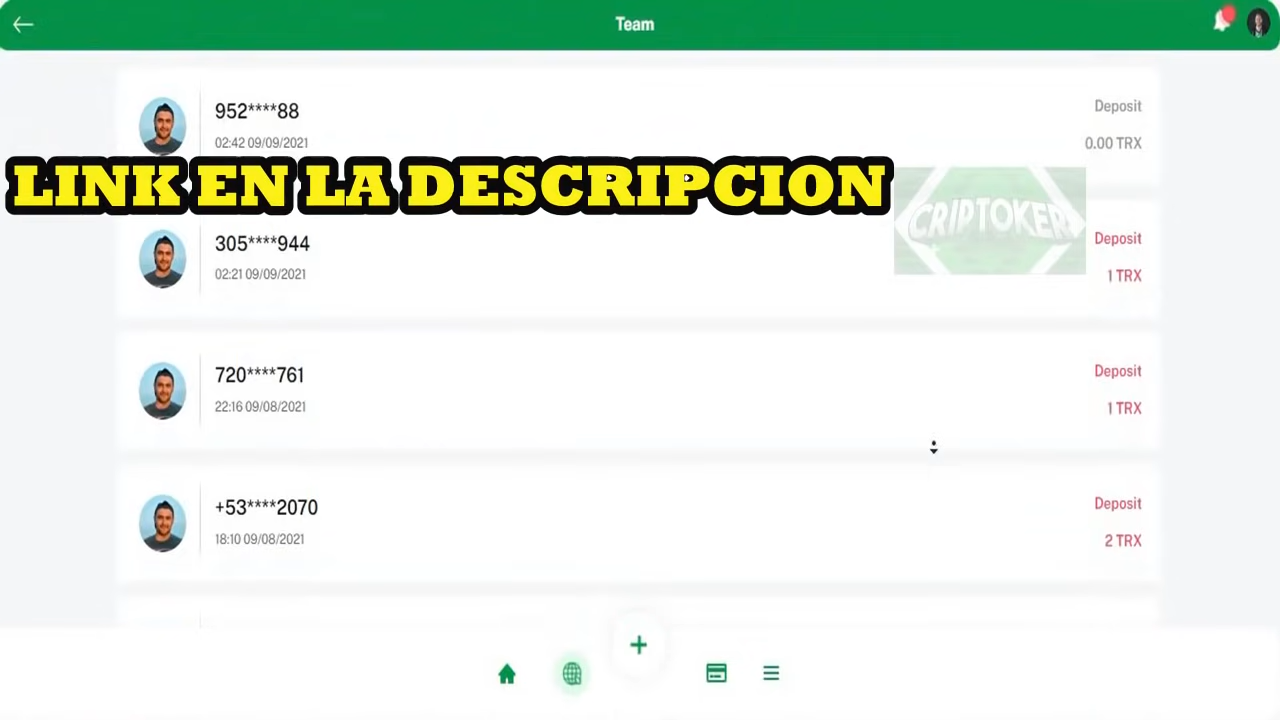 Team
952****88
Deposit
02:42 09/09/2021
0.00 TRX
LINK EN LA DESCRIPCION
CRIPTOKER
305****944
Deposit
02:21 09/09/2021
1 TRX
720****761
Deposit
22:16 09/08/2021
1 TRX
+53****2070
Deposit
18:10 09/08/2021
2 TRX